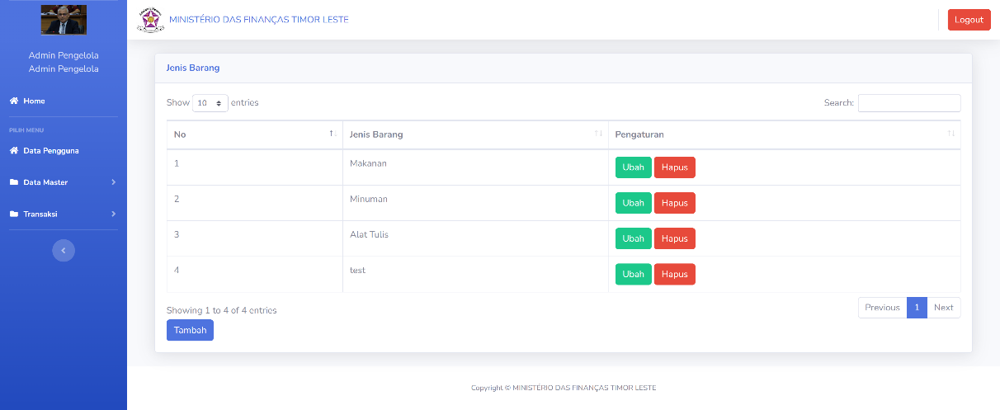 MINISTÉRIO DAS FINANÇAS TIMOR LESTE
Logout
Admin Pengelola
Admin Pengelola
Home
PILIH MENU
Data Pengguna
Data Master
Transaksi
Jenis Barang
Show 10 entries
Search:
No Jenis Barang Pengaturan
1 Makanan Ubah Hapus
2 Minuman Ubah Hapus
3 Alat Tulis Ubah Hapus
4 test Ubah Hapus
Showing 1 to 4 of 4 entries
Previous 1 Next
Tambah
Copyright © MINISTÉRIO DAS FINANÇAS TIMOR LESTE